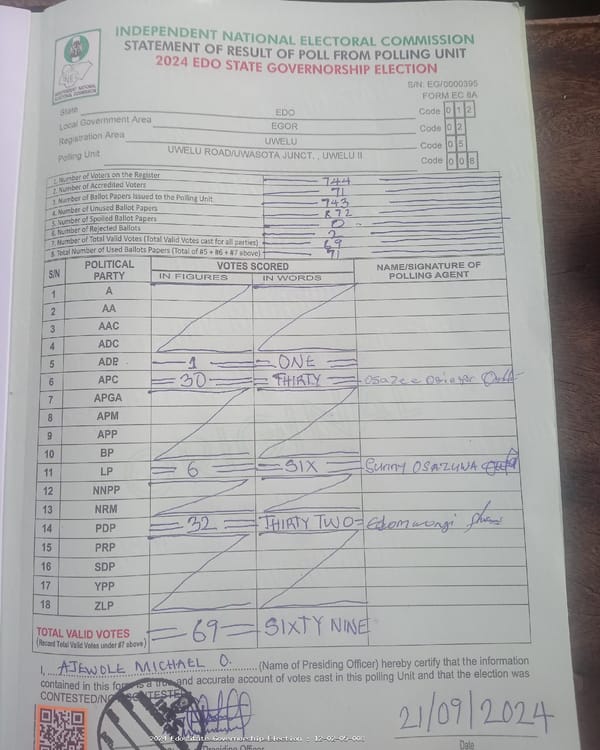 INDEPENDENT NATIONAL ELECTORAL COMMISSION
STATEMENT OF RESULT OF POLL FROM POLLING UNIT
2024 EDO STATE GOVERNORSHIP ELECTION
INDEPENDENT NATIONAL ELECTORAL COMMISSION
S/N: EG/0000395
FORM EC 8A
State EDO Code 0 1 2
Local Government Area EGOR Code 0 2
Registration Area UWELU Code 0 5
Polling Unit UWELU ROAD/UWASOTA JUNCT. , UWELU II Code 0 0 8
1. Number of Voters on the Register 744
2. Number of Accredited Voters 71
3. Number of Ballot Papers Issued to the Polling Unit 743
4. Number of Unused Ballot Papers 672
5. Number of Spoiled Ballot Papers 0
6. Number of Rejected Ballots 2
7. Number of Total Valid Votes (Total Valid Votes cast for all parties) 69
8. Total Number of Used Ballots Papers (Total of #5 + #6 + #7 above) 71
S/N POLITICAL PARTY VOTES SCORED NAME/SIGNATURE OF POLLING AGENT
IN FIGURES IN WORDS
1 A
2 AA
3 AAC
4 ADC
5 ADP 1 ONE
6 APC 30 THIRTY Osazee
7 APGA
8 APM
9 APP
10 BP
11 LP 6 SIX Sunny OSAZUWA
12 NNPP
13 NRM
14 PDP 32 THIRTY TWO
15 PRP
16 SDP
17 YPP
18 ZLP
TOTAL VALID VOTES 69 SIXTY NINE
(Record Total Valid Votes under #7 above)
I, AJEWOLE MICHAEL O. (Name of Presiding Officer) hereby certify that the information
contained in this form is a true and accurate account of votes cast in this polling Unit and that the election was
CONTESTED/NOT CONTESTED
21/09/2024
2024 Edo State Governorship Election : 12-02-05-008
Presiding Officer Date